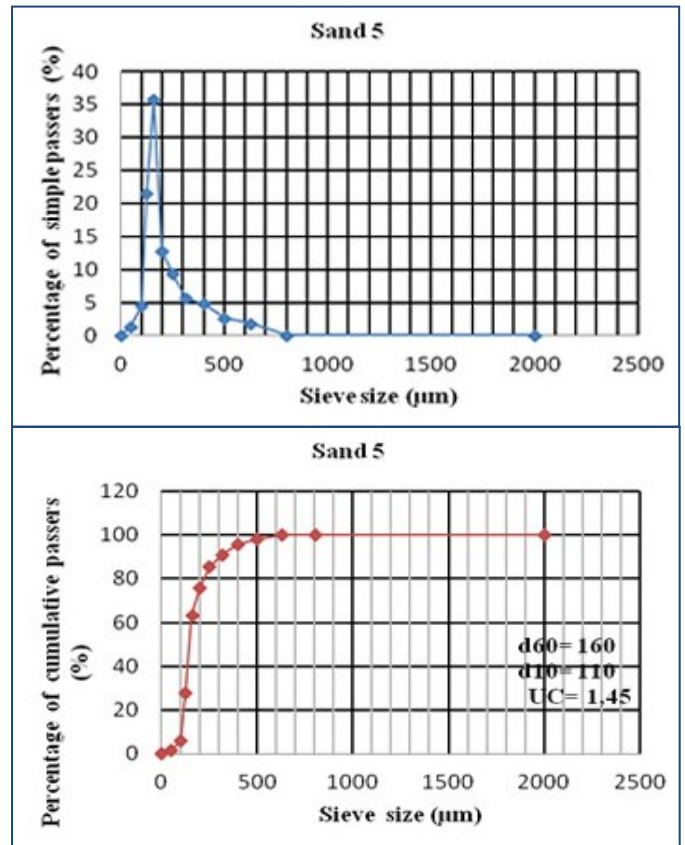 Sand 5
Percentage of simple passers (%)
40
35
30
25
20
15
10
5
0
0 500 1000 1500 2000 2500
Sieve size (µm)
Sand 5
Percentage of cumulative passers
(%)
120
100
80
60
40
20
0
d60= 160
d10= 110
UC= 1,45
0 500 1000 1500 2000 2500
Sieve size (µm)